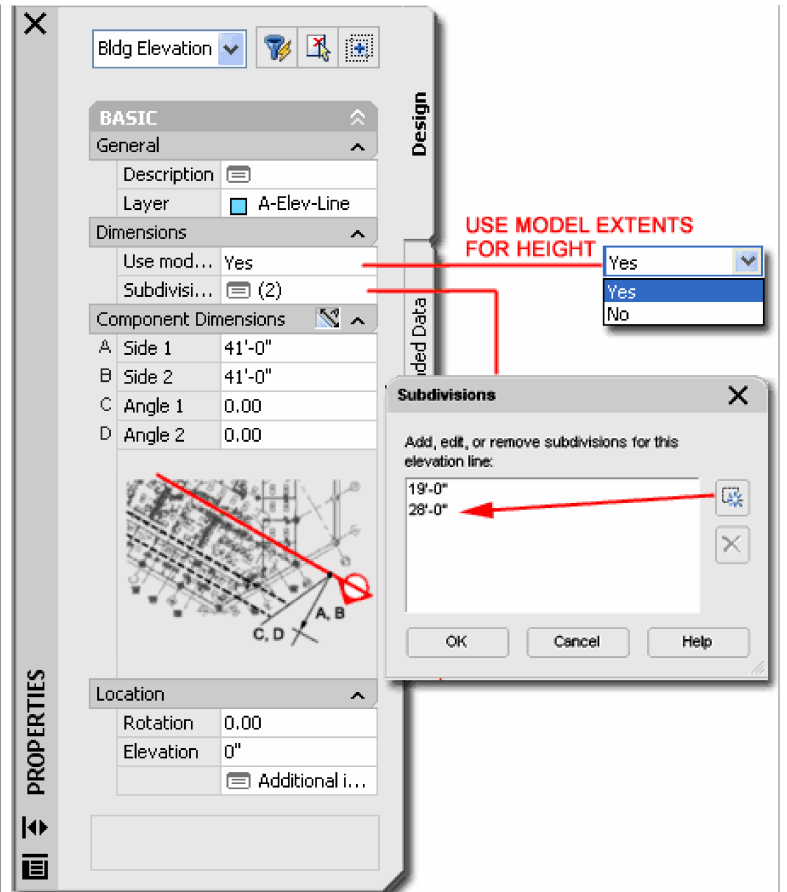 Bldg Elevation
BASIC
General
Description
Layer A-Elev-Line
Dimensions
Use mod... Yes
Subdivisi... (2)
Component Dimensions
A Side 1 41'-0"
B Side 2 41'-0"
C Angle 1 0.00
D Angle 2 0.00
A, B
C, D
Location
Rotation 0.00
Elevation 0"
Additional i...
PROPERTIES
Design
ded Data
USE MODEL EXTENTS
FOR HEIGHT
Yes
Yes
No
Subdivisions
Add, edit, or remove subdivisions for this
elevation line:
19'-0"
28'-0"
OK Cancel Help